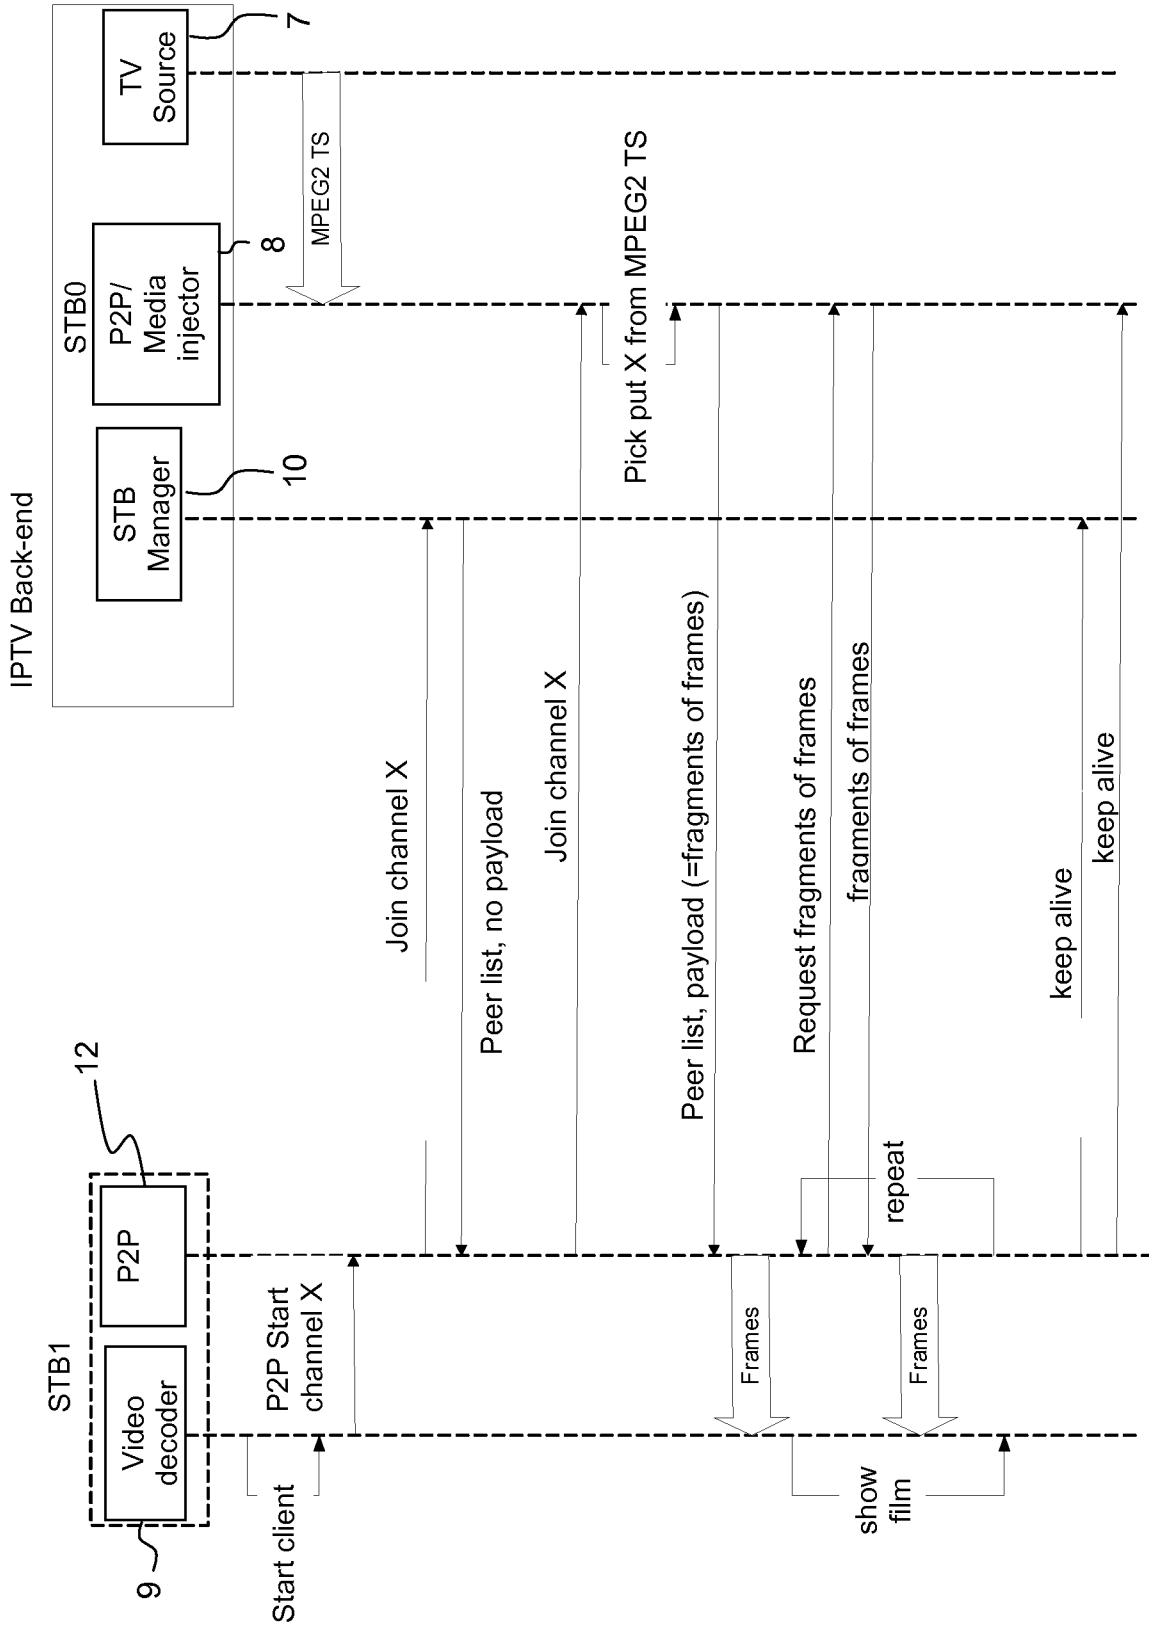 IPTV Back-end
STB1
STB0
Video
decoder
P2P
STB
Manager
P2P/
Media
injector
TV
Source
9
12
10
8
7
Start client
P2P Start
channel X
MPEG2 TS
Join channel X
Peer list, no payload
Join channel X
Pick put X from MPEG2 TS
Peer list, payload (=fragments of frames)
Frames
Request fragments of frames
fragments of frames
repeat
Frames
show
film
keep alive
keep alive